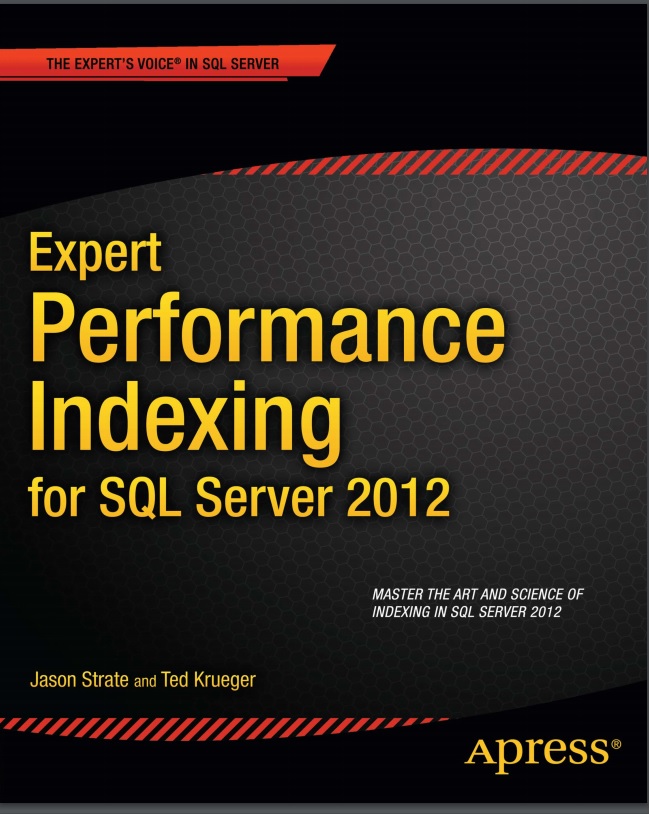 THE EXPERT'S VOICE® IN SQL SERVER
Expert
Performance
Indexing
for SQL Server 2012
MASTER THE ART AND SCIENCE OF
INDEXING IN SQL SERVER 2012
Jason Strate and Ted Krueger
Apress®